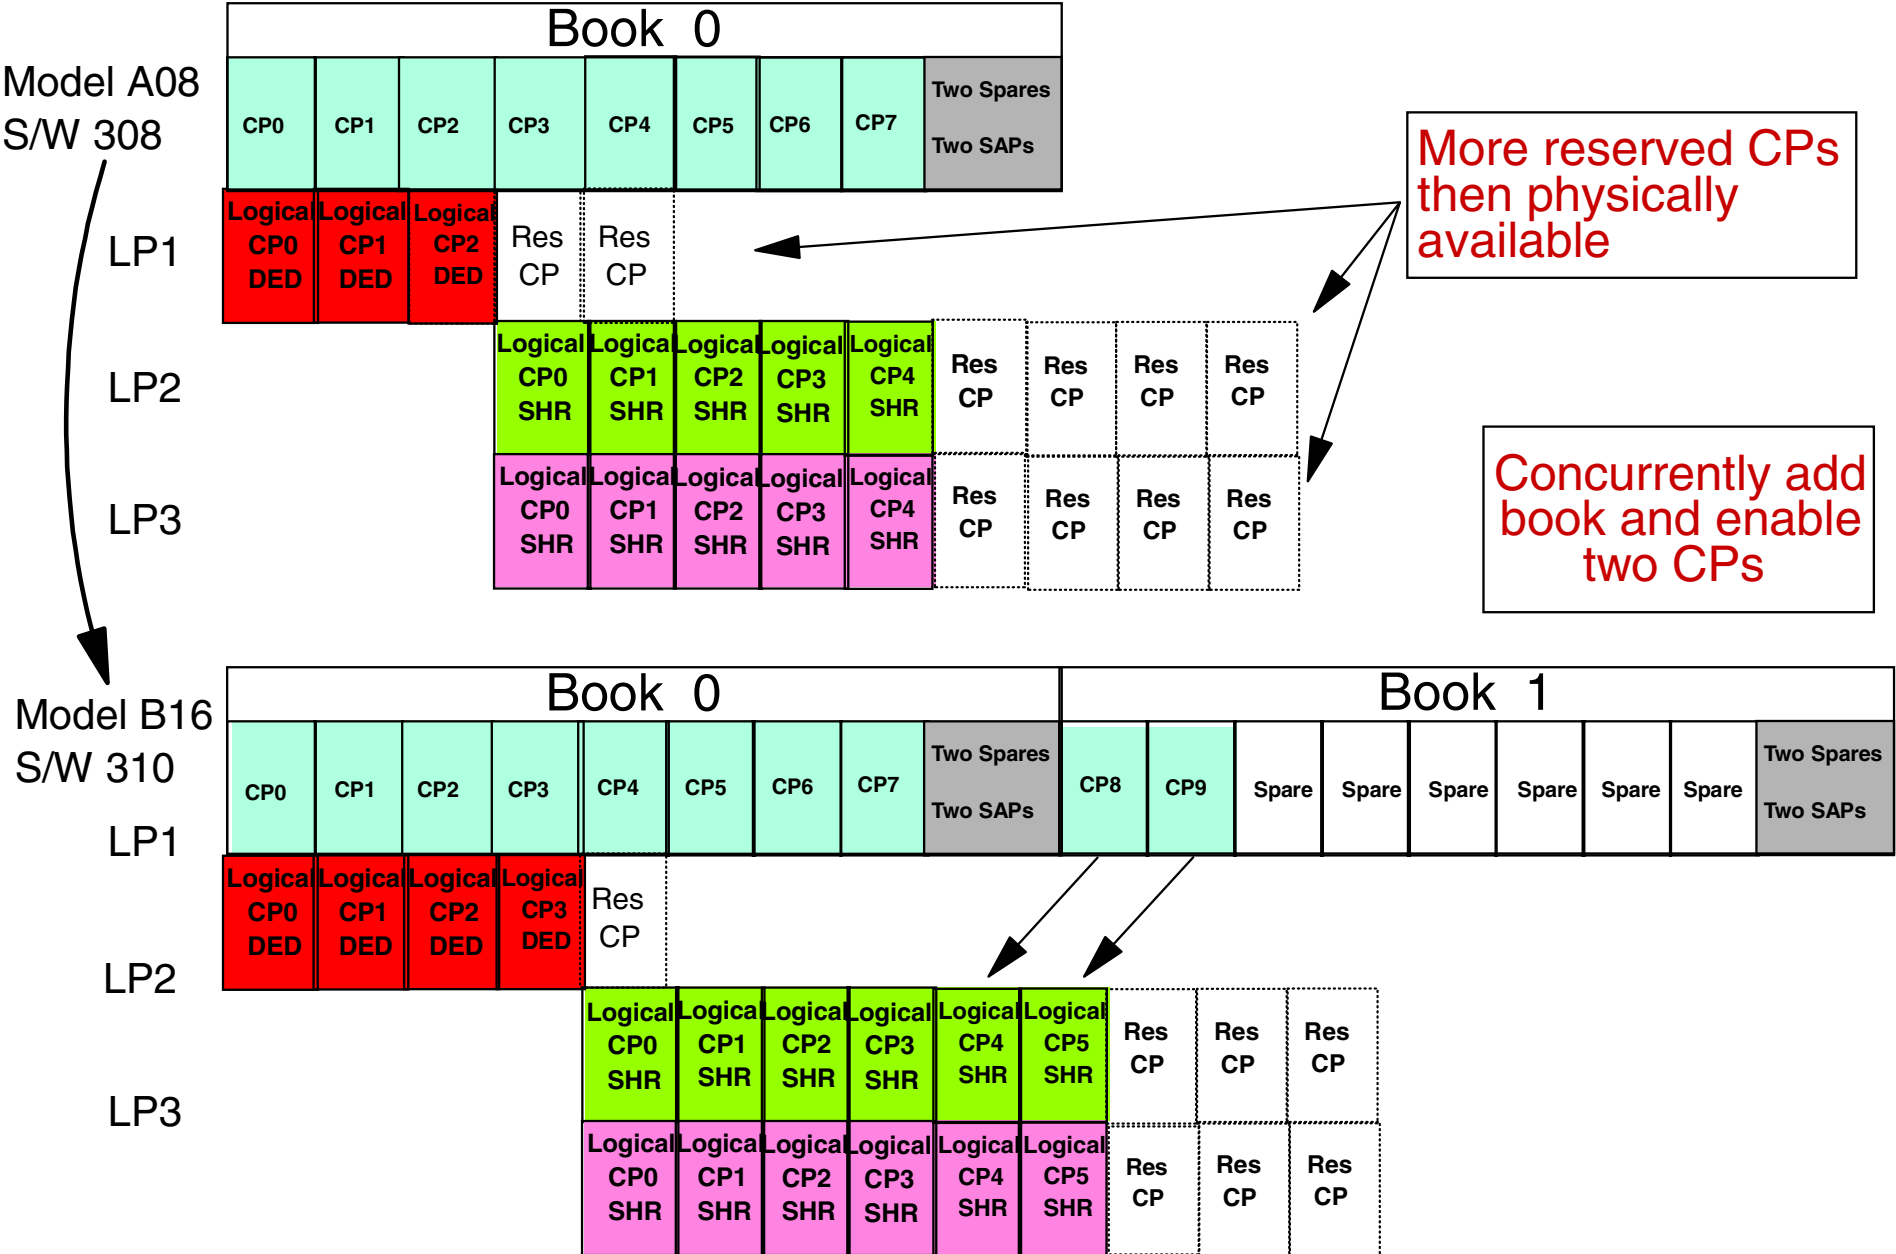 Book 0
Model A08
S/W 308
CP0 CP1 CP2 CP3 CP4 CP5 CP6 CP7
Two Spares
Two SAPs
More reserved CPs
then physically
available
LP1
Logical Logical Logical
CP0 CP1 CP2
DED DED DED
Res Res
CP CP
LP2
Logical Logical Logical Logical Logical
CP0 CP1 CP2 CP3 CP4
SHR SHR SHR SHR SHR
Res Res Res Res
CP CP CP CP
LP3
Logical Logical Logical Logical Logical
CP0 CP1 CP2 CP3 CP4
SHR SHR SHR SHR SHR
Res Res Res Res
CP CP CP CP
Concurrently add
book and enable
two CPs
Book 0 Book 1
Model B16
S/W 310
CP0 CP1 CP2 CP3 CP4 CP5 CP6 CP7
Two Spares
Two SAPs
CP8 CP9 Spare Spare Spare Spare Spare Spare
Two Spares
Two SAPs
LP1
Logical Logical Logical Logical
CP0 CP1 CP2 CP3
DED DED DED DED
Res
CP
LP2
Logical Logical Logical Logical Logical Logical
CP0 CP1 CP2 CP3 CP4 CP5
SHR SHR SHR SHR SHR SHR
Res Res Res
CP CP CP
LP3
Logical Logical Logical Logical Logical Logical
CP0 CP1 CP2 CP3 CP4 CP5
SHR SHR SHR SHR SHR SHR
Res Res Res
CP CP CP